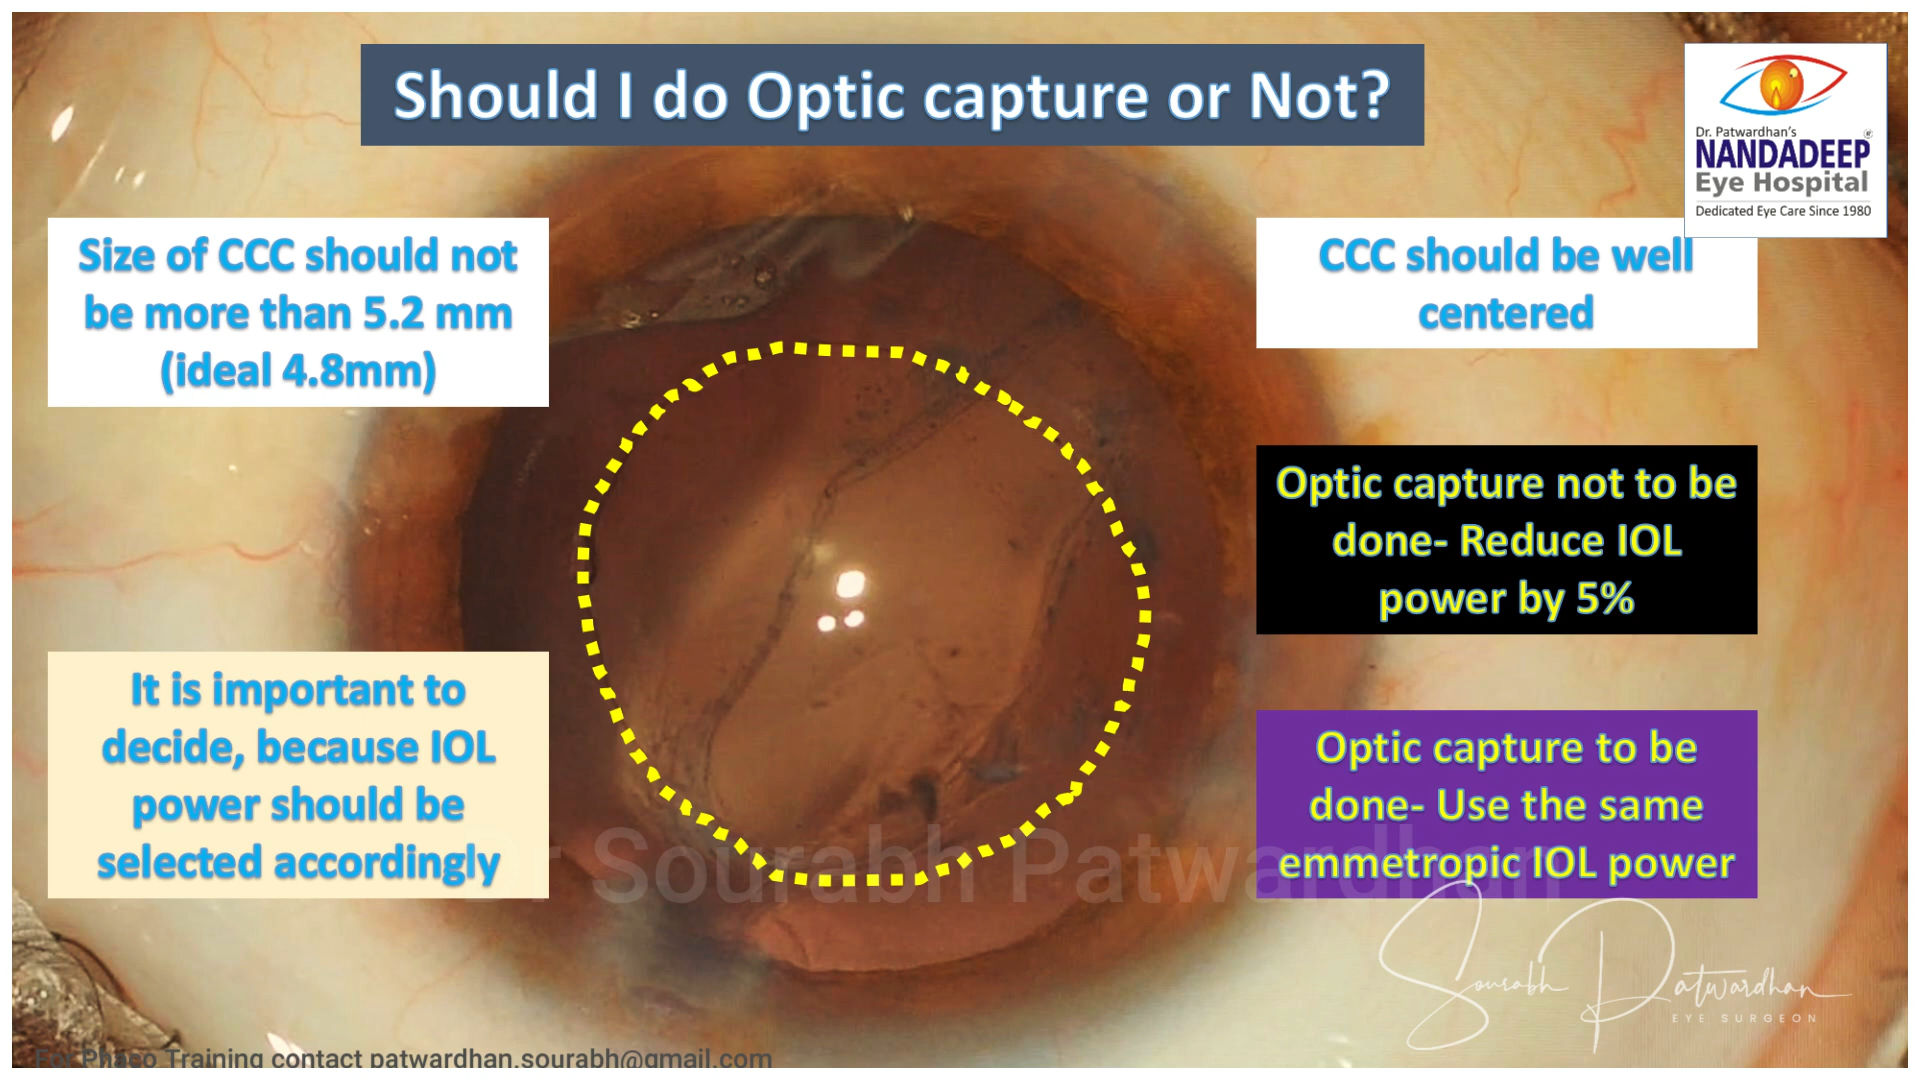 Should I do Optic capture or Not?
Dr. Patwardhan's
NANDADEEP
Eye Hospital
Dedicated Eye Care Since 1980
Size of CCC should not
be more than 5.2 mm
(ideal 4.8mm)
CCC should be well
centered
Optic capture not to be
done- Reduce IOL
power by 5%
It is important to
decide, because IOL
power should be
selected accordingly
Optic capture to be
done- Use the same
emmetropic IOL power
Dr Sourabh Patwardhan
Sourabh Patwardhan
EYE SURGEON
For Phaco Training contact patwardhan.sourabh@gmail.com